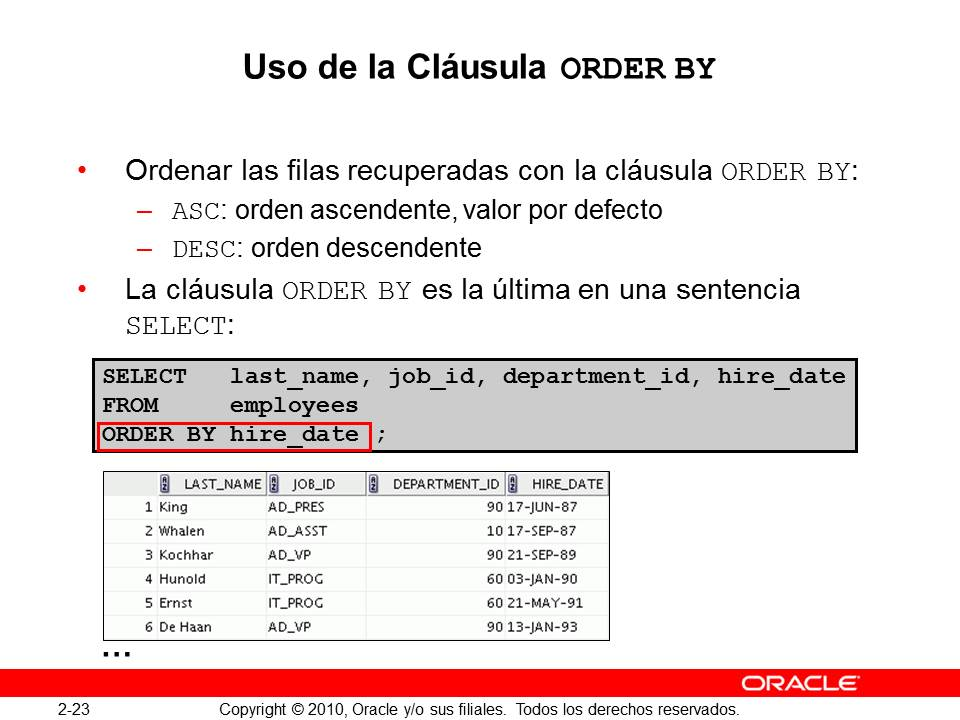 Uso de la Cláusula ORDER BY
• Ordenar las filas recuperadas con la cláusula ORDER BY:
– ASC: orden ascendente, valor por defecto
– DESC: orden descendente
• La cláusula ORDER BY es la última en una sentencia
SELECT:
SELECT last_name, job_id, department_id, hire_date
FROM employees
ORDER BY hire_date ;
LAST_NAME JOB_ID DEPARTMENT_ID HIRE_DATE
1 King AD_PRES 90 17-JUN-87
2 Whalen AD_ASST 10 17-SEP-87
3 Kochhar AD_VP 90 21-SEP-89
4 Hunold IT_PROG 60 03-JAN-90
5 Ernst IT_PROG 60 21-MAY-91
6 De Haan AD_VP 90 13-JAN-93
…
ORACLE
2-23 Copyright © 2010, Oracle y/o sus filiales. Todos los derechos reservados.